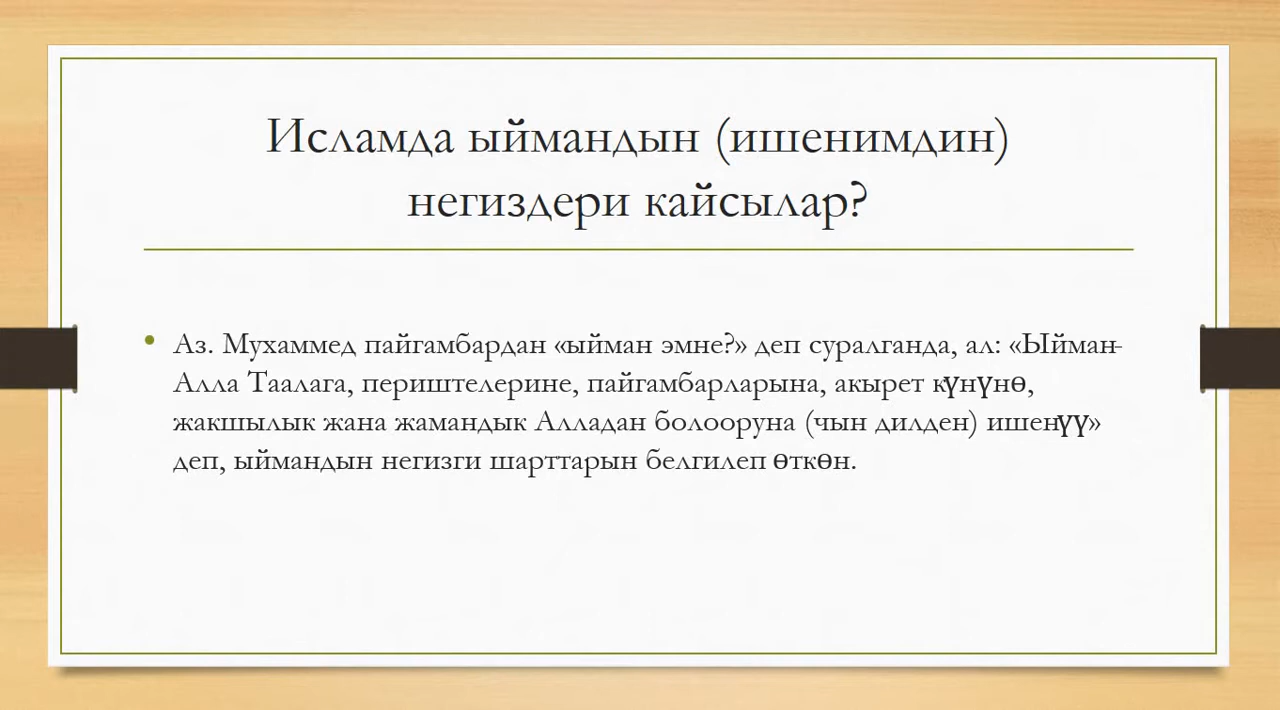 Исламда ыймандын (ишенимдин)
негиздери кайсылар?
• Аз. Мухаммед пайгамбардан «ыйман эмне?» деп суралганда, ал: «Ыйман-
Алла Таалага, периштелерине, пайгамбарларына, акырет күнүнө,
жакшылык жана жамандык Алладан болооруна (чын дилден) ишенүү»
деп, ыймандын негизги шарттарын белгилеп өткөн.